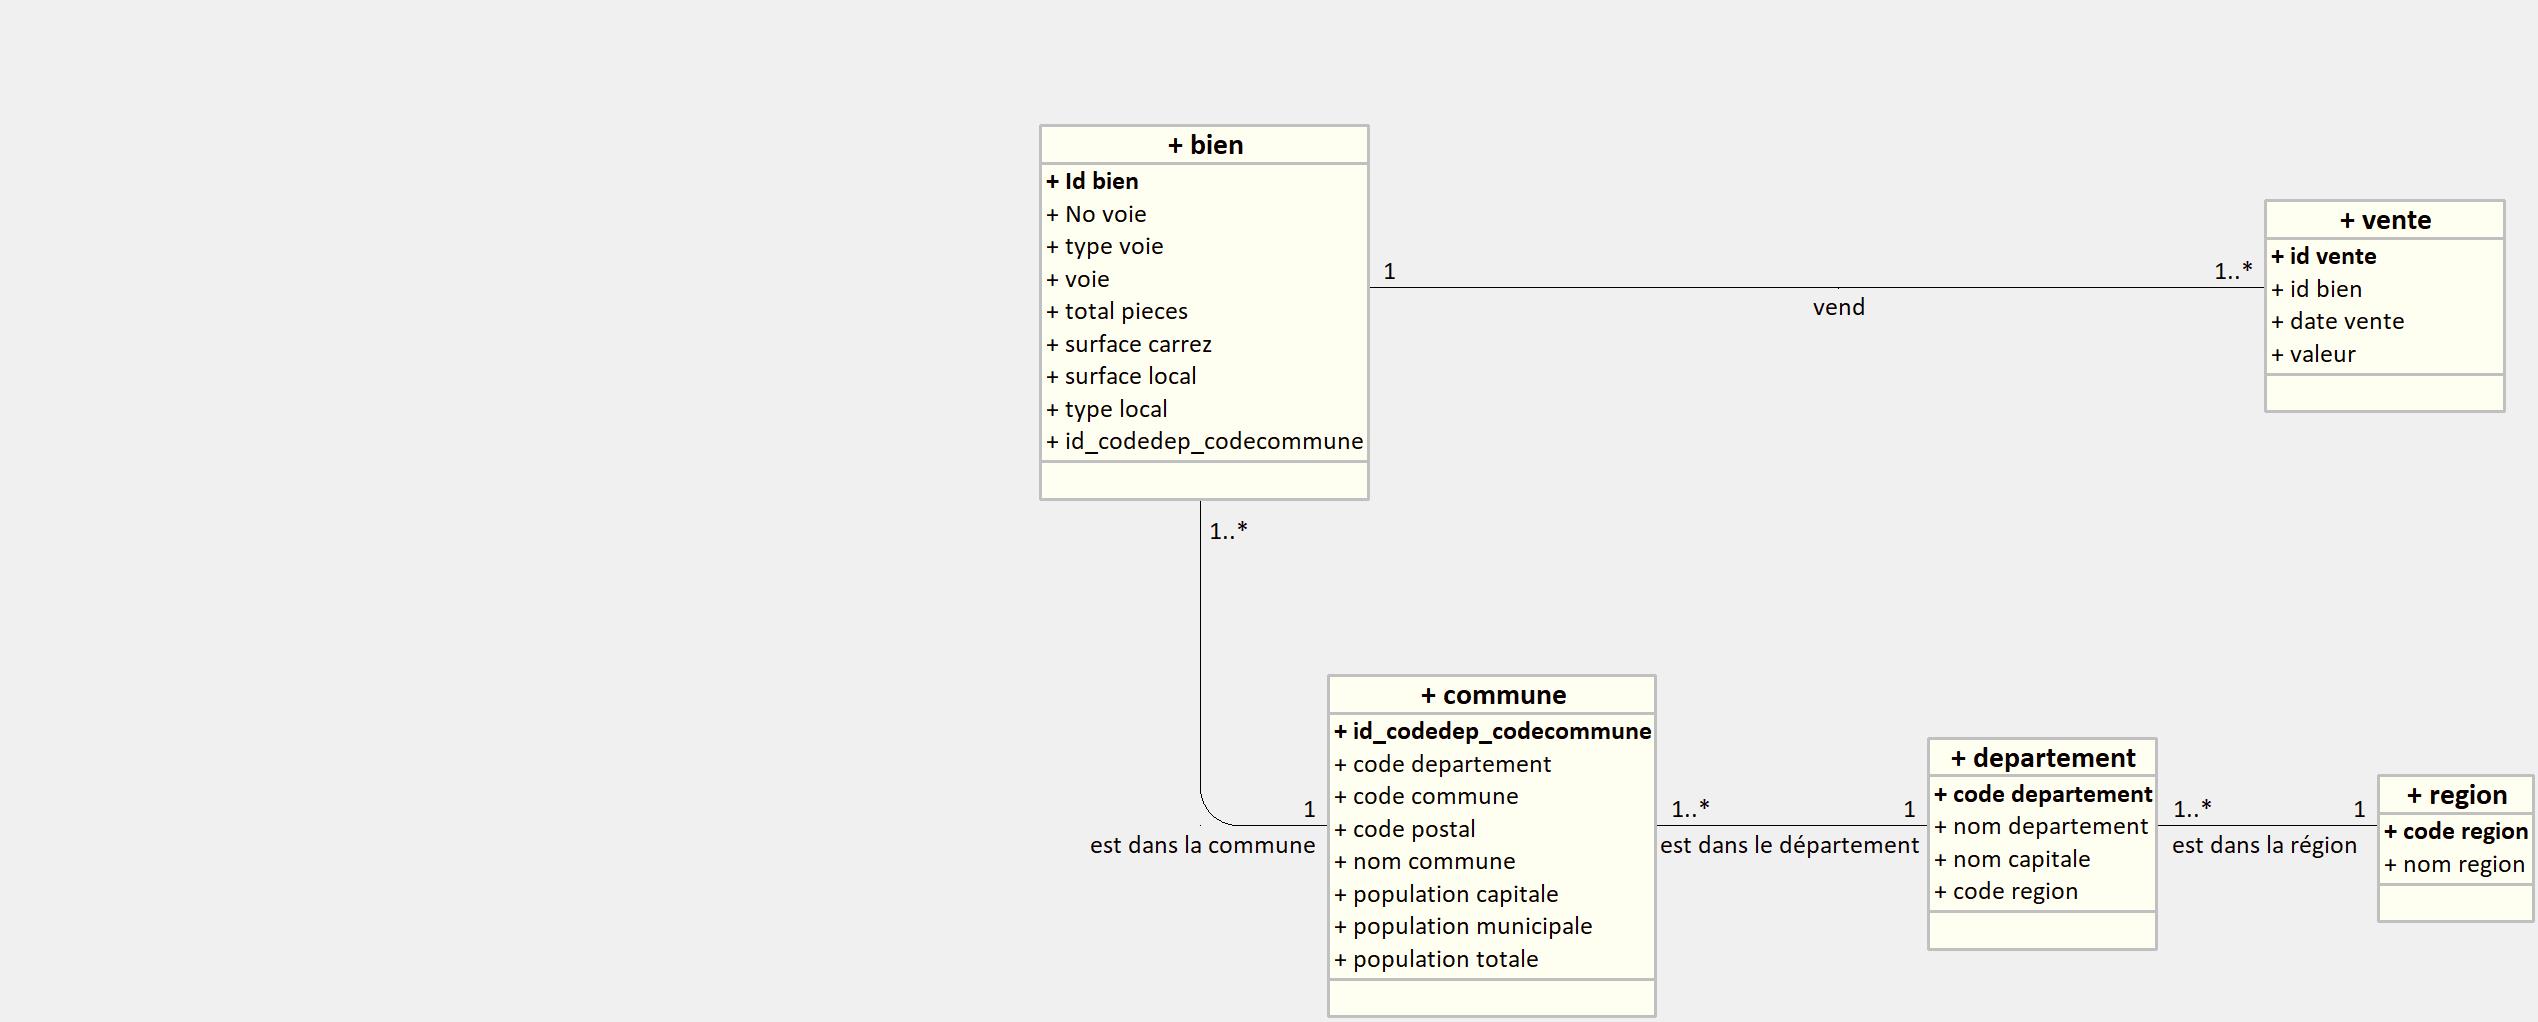 + bien
+ Id bien
+ No voie
+ type voie
+ voie
+ total pieces
+ surface carrez
+ surface local
+ type local
+ id_codedep_codecommune
1
vend
1..*
+ vente
+ id vente
+ id bien
+ date vente
+ valeur
1..*
est dans la commune
1
+ commune
+ id_codedep_codecommune
+ code departement
+ code commune
+ code postal
+ nom commune
+ population capitale
+ population municipale
+ population totale
1..*
est dans le département
1
+ departement
+ code departement
+ nom departement
+ nom capitale
+ code region
1..*
est dans la région
1
+ region
+ code region
+ nom region